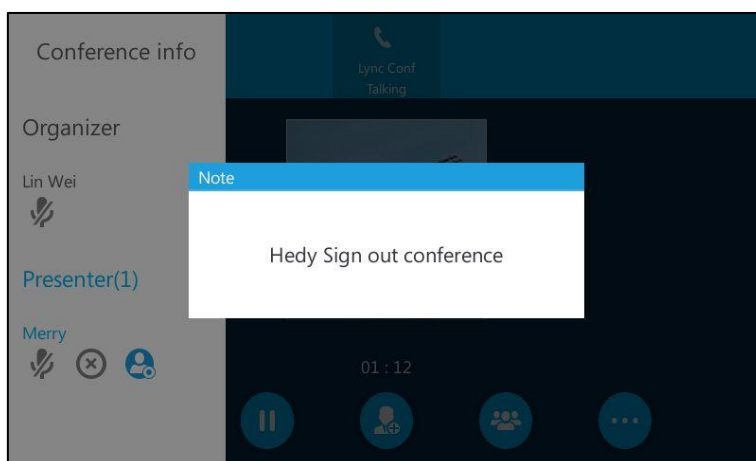 Conference info
Lync Conf
Talking
Organizer
Lin Wei
Note
Hedy Sign out conference
Presenter(1)
Merry
01 : 12